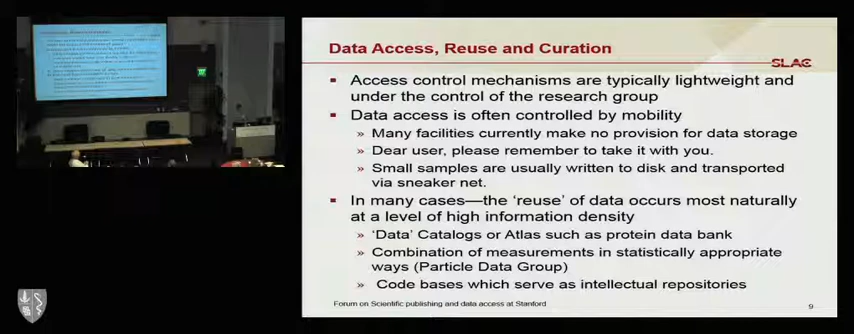 Data Access, Reuse and Curation
SLAC
Access control mechanisms are typically lightweight and
under the control of the research group
Data access is often controlled by mobility
» Many facilities currently make no provision for data storage
» Dear user, please remember to take it with you.
» Small samples are usually written to disk and transported
via sneaker net.
In many cases—the ‘reuse’ of data occurs most naturally
at a level of high information density
» ‘Data’ Catalogs or Atlas such as protein data bank
» Combination of measurements in statistically appropriate
ways (Particle Data Group)
» Code bases which serve as intellectual repositories
Forum on Scientific publishing and data access at Stanford
9